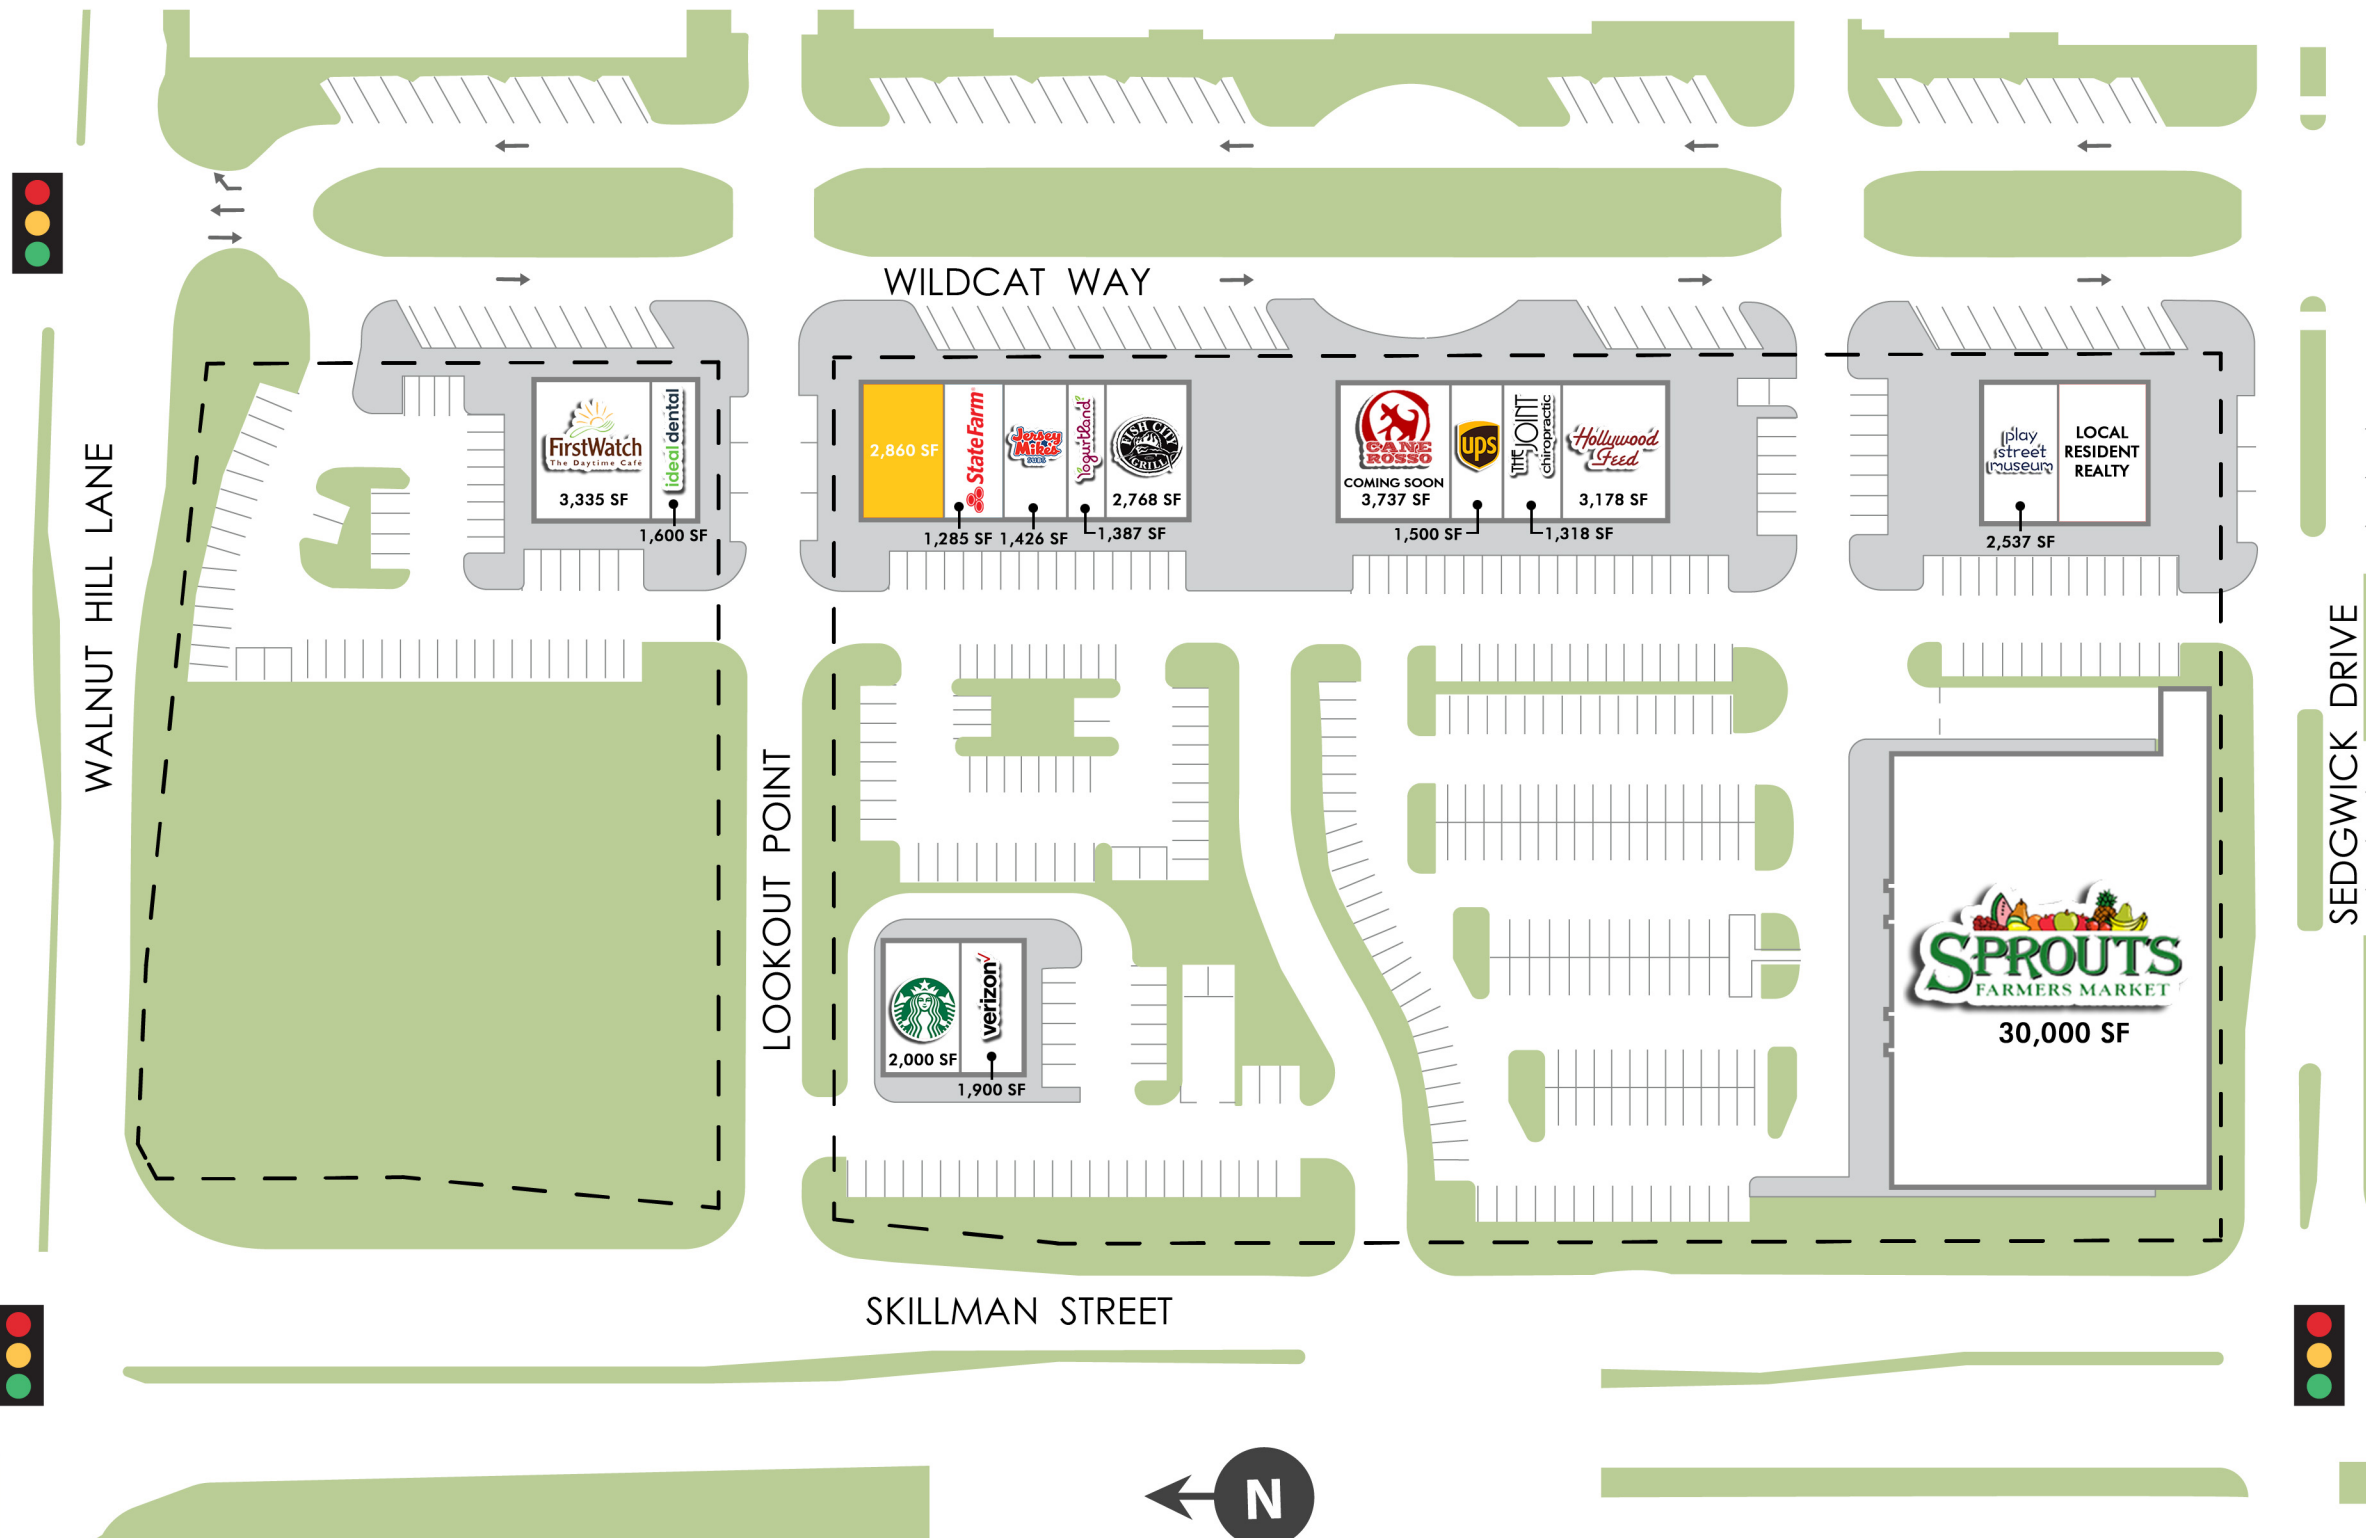 WILDCAT WAY
WALNUT HILL LANE
LOOKOUT POINT
SEDGWICK DRIVE
SKILLMAN STREET
FirstWatch
The Daytime Café
3,335 SF
ideal dental
1,600 SF
2,860 SF
StateFarm
1,285 SF
Jersey
Mike's
SUBS
1,426 SF
Yogurtland
1,387 SF
FISH CITY
GRILL
2,768 SF
CANE
ROSSO
COMING SOON
3,737 SF
ups
1,500 SF
THE JOINT
chiropractic
1,318 SF
Hollywood
Feed
3,178 SF
play
street
museum
2,537 SF
LOCAL
RESIDENT
REALTY
2,000 SF
verizon
1,900 SF
SPROUTS
FARMERS MARKET
30,000 SF
N